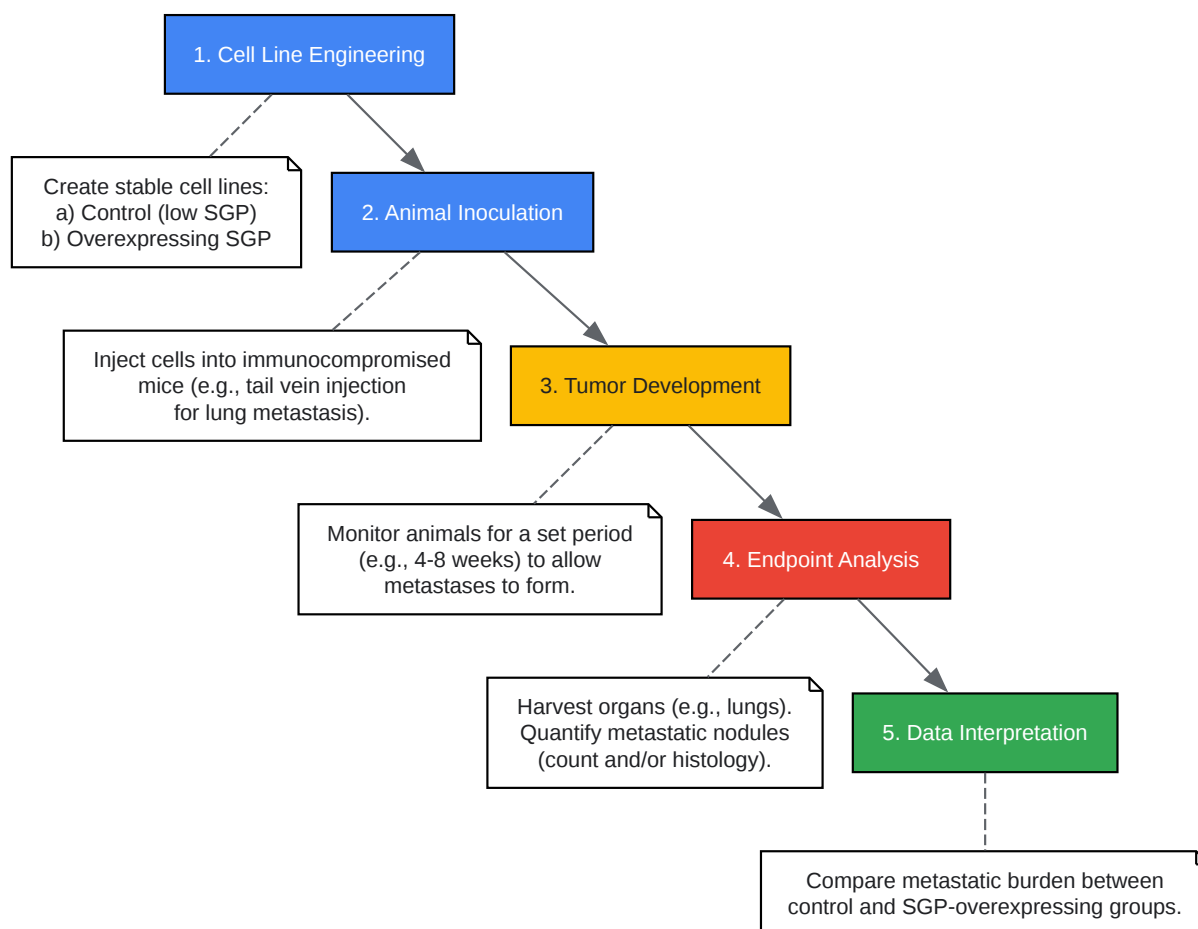 1. Cell Line Engineering
Create stable cell lines:
a) Control (low SGP)
b) Overexpressing SGP
2. Animal Inoculation
Inject cells into immunocompromised
mice (e.g., tail vein injection
for lung metastasis).
3. Tumor Development
Monitor animals for a set period
(e.g., 4-8 weeks) to allow
metastases to form.
4. Endpoint Analysis
Harvest organs (e.g., lungs).
Quantify metastatic nodules
(count and/or histology).
5. Data Interpretation
Compare metastatic burden between
control and SGP-overexpressing groups.